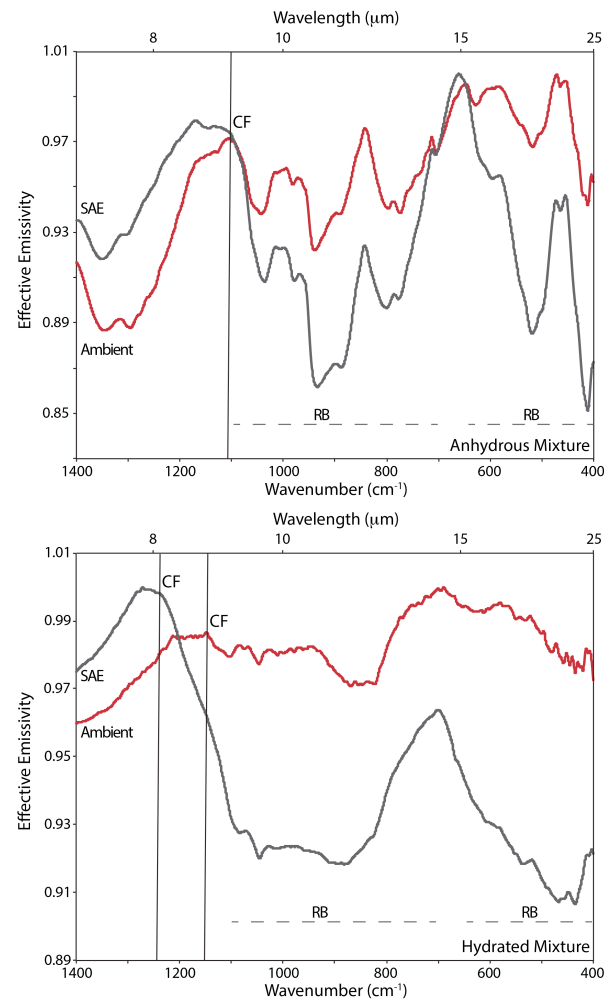 Wavelength (µm)
8 10 15 25
1.01
CF
0.97
SAE
0.93
Effective Emissivity
0.89
Ambient
RB RB
0.85
Anhydrous Mixture
1400 1200 1000 800 600 400
Wavenumber (cm-1)
Wavelength (µm)
8 10 15 25
1.01
CF
0.99
CF
SAE
0.97
Ambient
0.95
Effective Emissivity
0.93
0.91
RB RB
Hydrated Mixture
0.89
1400 1200 1000 800 600 400
Wavenumber (cm-1)